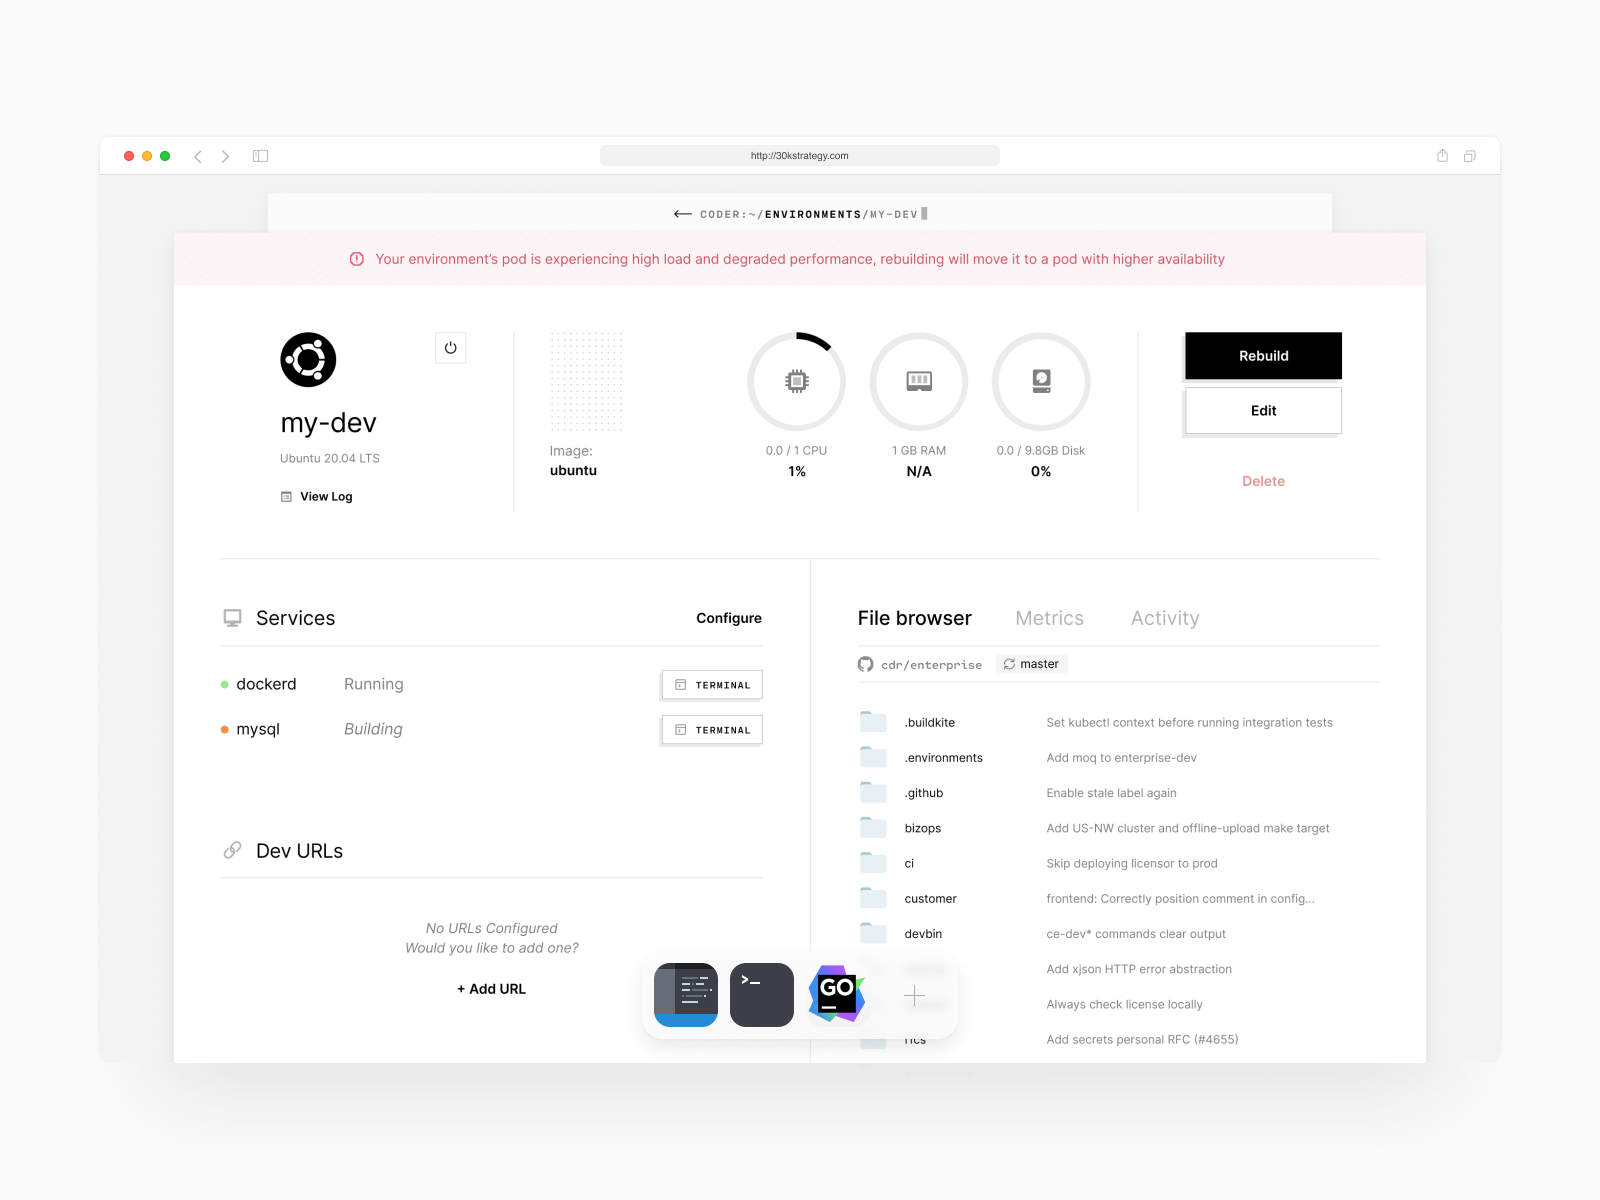 http://30kstrategy.com
CODER:~/ENVIRONMENTS/MY-DEV
Your environment’s pod is experiencing high load and degraded performance, rebuilding will move it to a pod with higher availability
my-dev
Ubuntu 20.04 LTS
View Log
Image:
ubuntu
0.0 / 1 CPU
1%
1 GB RAM
N/A
0.0 / 9.8GB Disk
0%
Rebuild
Edit
Delete
Services
Configure
dockerd Running TERMINAL
mysql Building TERMINAL
Dev URLs
No URLs Configured
Would you like to add one?
+ Add URL
File browser Metrics Activity
cdr/enterprise master
.buildkite Set kubectl context before running integration tests
.environments Add moq to enterprise-dev
.github Enable stale label again
bizops Add US-NW cluster and offline-upload make target
ci Skip deploying licensor to prod
customer frontend: Correctly position comment in config...
devbin ce-dev* commands clear output
Add xjson HTTP error abstraction
Always check license locally
rfcs Add secrets personal RFC (#4655)
>_
GO